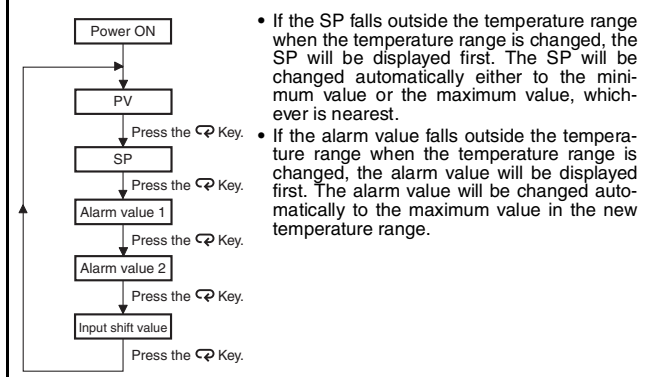 Power ON
PV
Press the Key.
SP
Press the Key.
Alarm value 1
Press the Key.
Alarm value 2
Press the Key.
Input shift value
Press the Key.
• If the SP falls outside the temperature range
when the temperature range is changed, the
SP will be displayed first. The SP will be
changed automatically either to the mini-
mum value or the maximum value, which-
ever is nearest.
• If the alarm value falls outside the tempera-
ture range when the temperature range is
changed, the alarm value will be displayed
first. The alarm value will be changed auto-
matically to the maximum value in the new
temperature range.